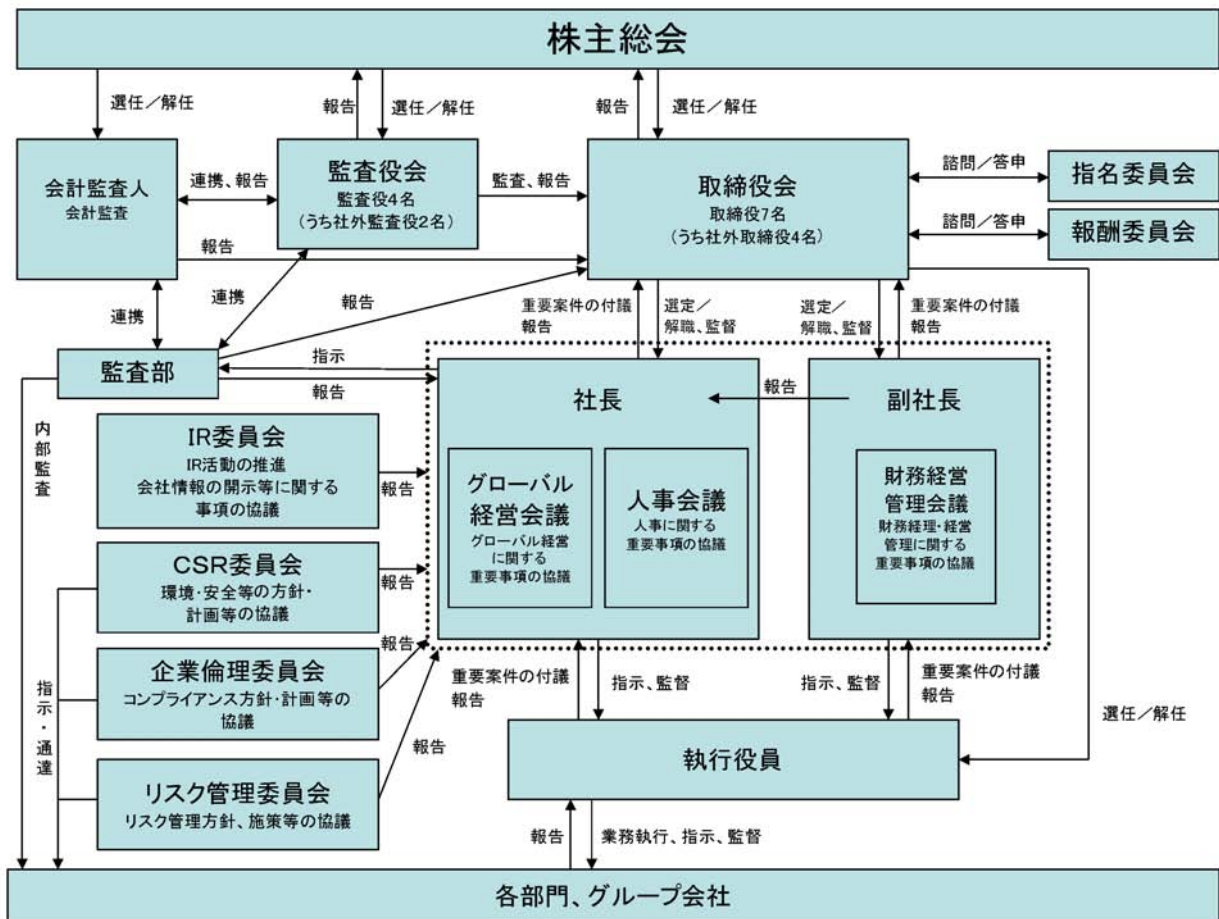 株主総会
選任／解任
報告
選任／解任
報告
選任／解任
会計監査人
会計監査
連携、報告
監査役会
監査役4名
（うち社外監査役2名）
監査、報告
取締役会
取締役7名
（うち社外取締役4名）
諮問／答申
指名委員会
諮問／答申
報酬委員会
報告
連携
連携
報告
重要案件の付議
報告
選定／
解職、監督
選定／
解職、監督
重要案件の付議
報告
監査部
指示
報告
社長
報告
副社長
グローバル
経営会議
グローバル経営
に関する
重要事項の協議
人事会議
人事に関する
重要事項の協議
財務経営
管理会議
財務経理・経営
管理に関する
重要事項の協議
内部監査
IR委員会
IR活動の推進
会社情報の開示等に関する
事項の協議
報告
CSR委員会
環境・安全等の方針・
計画等の協議
報告
企業倫理委員会
コンプライアンス方針・計画等の
協議
報告
リスク管理委員会
リスク管理方針、施策等の協議
報告
指示・通達
重要案件の付議
報告
指示、監督
指示、監督
重要案件の付議
報告
選任／解任
執行役員
報告
業務執行、指示、監督
各部門、グループ会社